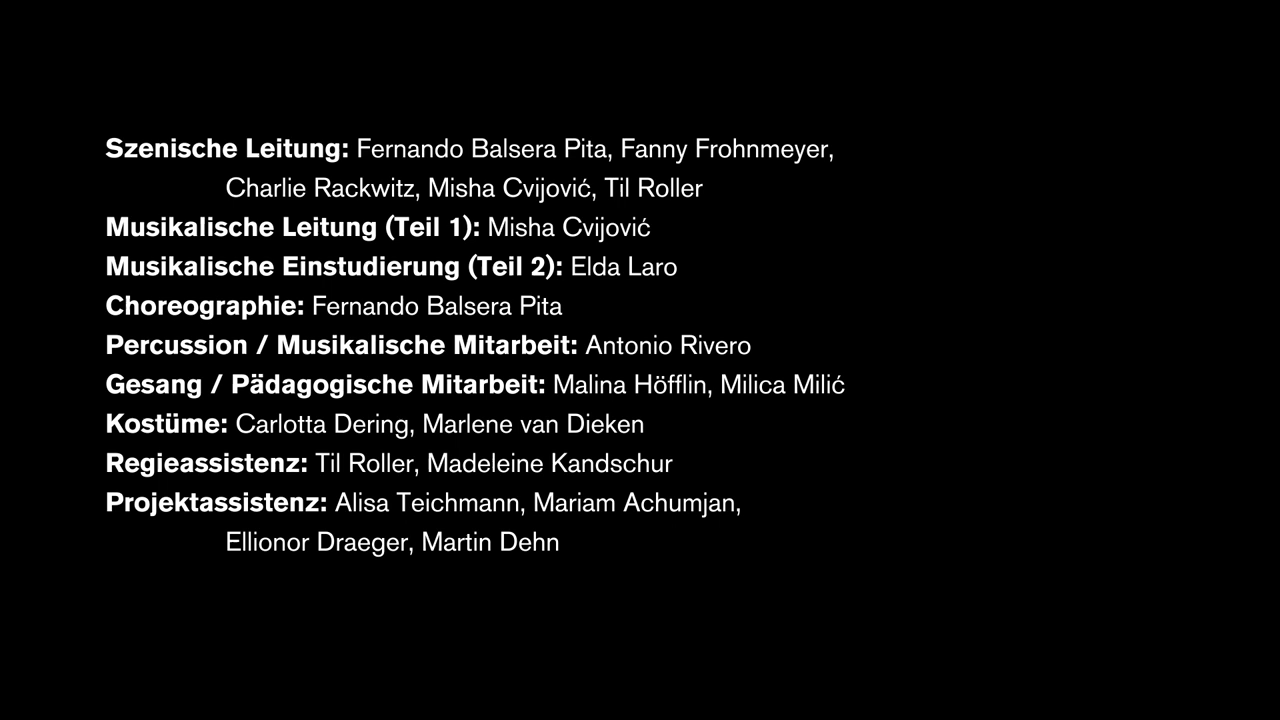 Szenische Leitung: Fernando Balsera Pita, Fanny Frohnmeyer,
Charlie Rackwitz, Misha Cvijović, Til Roller
Musikalische Leitung (Teil 1): Misha Cvijović
Musikalische Einstudierung (Teil 2): Elda Laro
Choreographie: Fernando Balsera Pita
Percussion / Musikalische Mitarbeit: Antonio Rivero
Gesang / Pädagogische Mitarbeit: Malina Höfflin, Milica Milić
Kostüme: Carlotta Dering, Marlene van Dieken
Regieassistenz: Til Roller, Madeleine Kandschur
Projektassistenz: Alisa Teichmann, Mariam Achumjan,
Ellionor Draeger, Martin Dehn